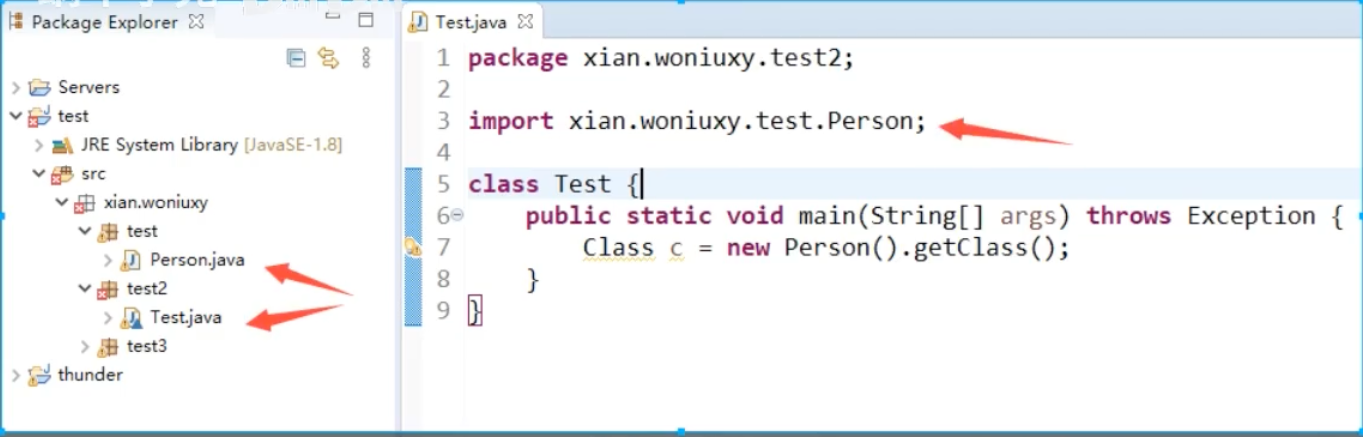 Package Explorer
Servers
test
JRE System Library [JavaSE-1.8]
src
xian.woniuxy
test
Person.java
test2
Test.java
test3
thunder
Test.java
1 package xian.woniuxy.test2;
2
3 import xian.woniuxy.test.Person;
4
5 class Test {
6 public static void main(String[] args) throws Exception {
7 Class c = new Person().getClass();
8 }
9 }